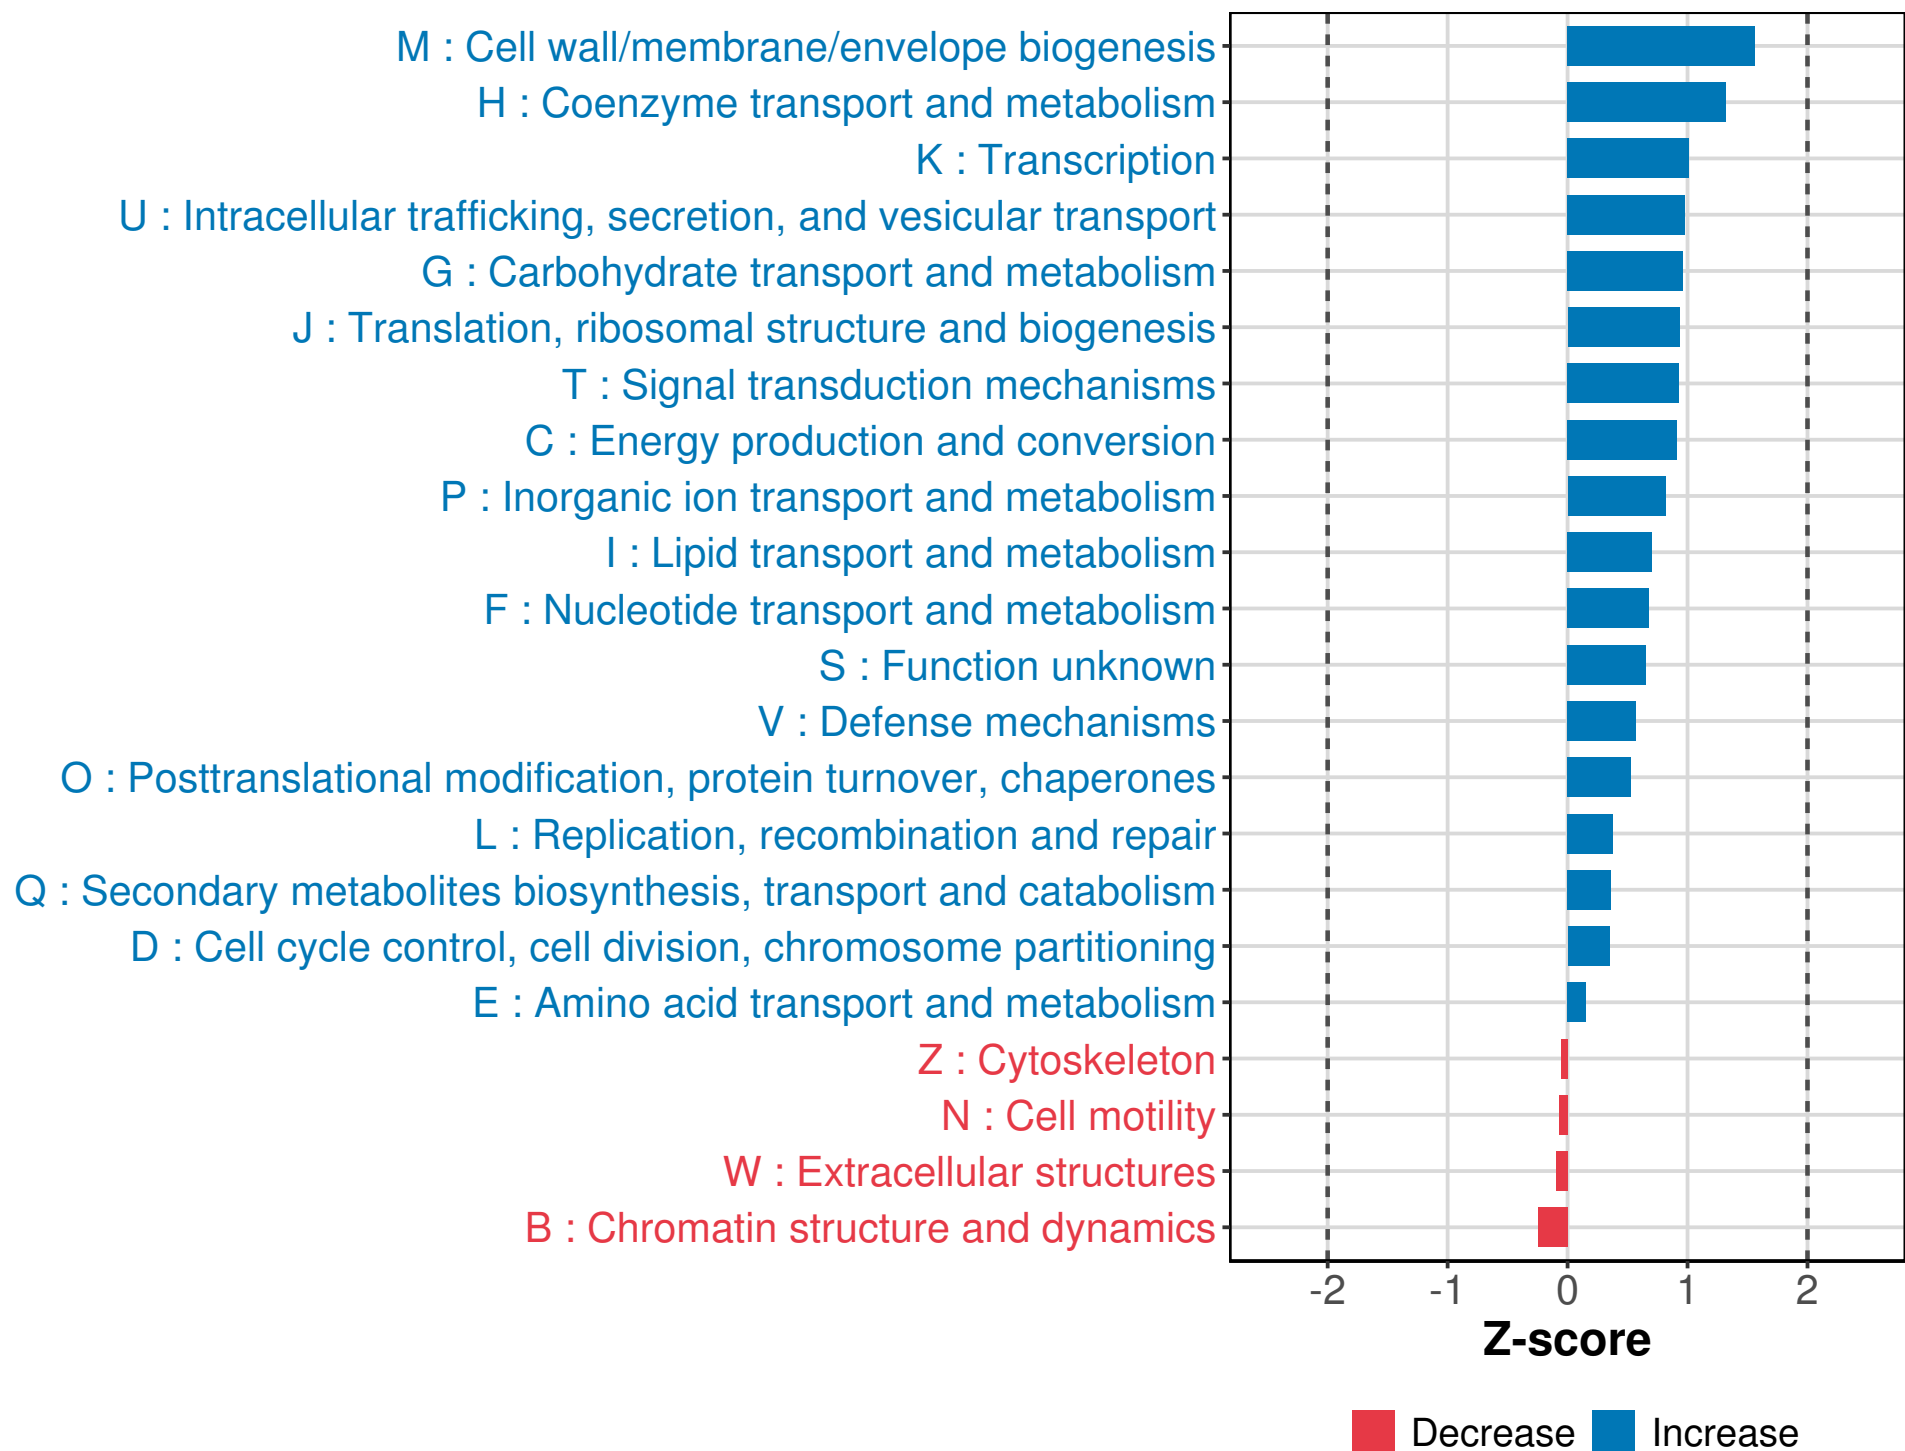 M : Cell wall/membrane/envelope biogenesis
H : Coenzyme transport and metabolism
K : Transcription
U : Intracellular trafficking, secretion, and vesicular transport
G : Carbohydrate transport and metabolism
J : Translation, ribosomal structure and biogenesis
T : Signal transduction mechanisms
C : Energy production and conversion
P : Inorganic ion transport and metabolism
I : Lipid transport and metabolism
F : Nucleotide transport and metabolism
S : Function unknown
V : Defense mechanisms
O : Posttranslational modification, protein turnover, chaperones
L : Replication, recombination and repair
Q : Secondary metabolites biosynthesis, transport and catabolism
D : Cell cycle control, cell division, chromosome partitioning
E : Amino acid transport and metabolism
Z : Cytoskeleton
N : Cell motility
W : Extracellular structures
B : Chromatin structure and dynamics
-2 -1 0 1 2
Z-score
Decrease Increase